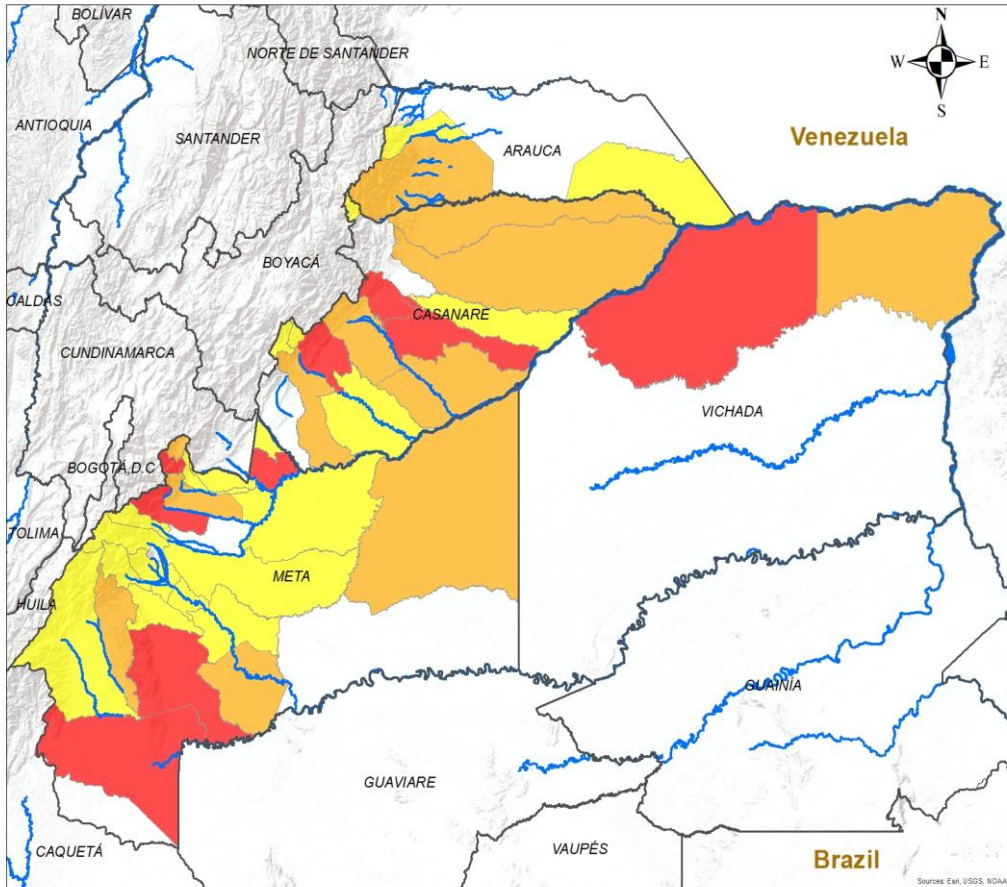 BOLÍVAR
NORTE DE SANTANDER
N
W
E
S
ANTIOQUIA
SANTANDER
ARAUCA
Venezuela
BOYACÁ
CALDAS
CASANARE
CUNDINAMARCA
VICHADA
BOGOTÁ, D.C
TOLIMA
META
HUILA
GUAINÍA
GUAVIARE
CAQUETÁ
VAUPÉS
Brazil
Sources: Esri, USGS, NOAA